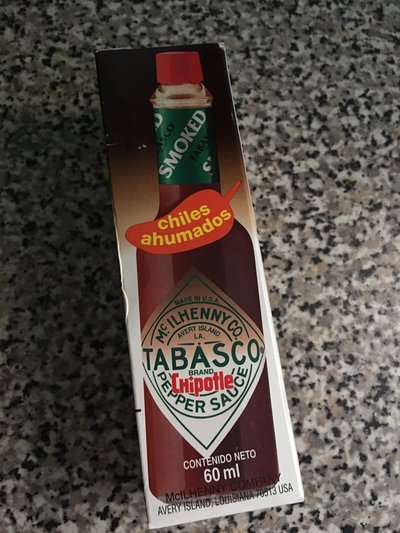 SMOKED
TABASCO
chiles
ahumados
MADE IN U.S.A.
McILHENNY CO.
AVERY ISLAND
LA.
TABASCO®
BRAND
CHIPOTLE
PEPPER SAUCE
CONTENIDO NETO
60 ml
McILHENNY COMPANY
AVERY ISLAND, LOUISIANA 70513 USA